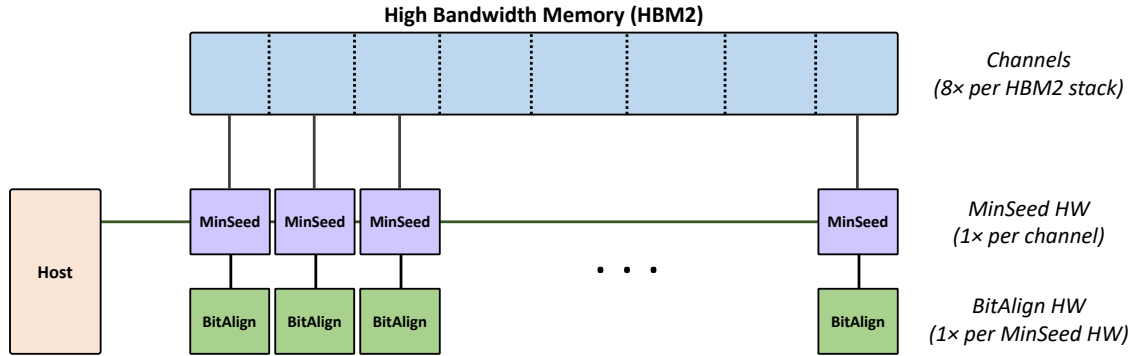 High Bandwidth Memory (HBM2)
Channels
(8× per HBM2 stack)
Host
MinSeed
MinSeed
MinSeed
MinSeed
MinSeed HW
(1× per channel)
. . .
BitAlign
BitAlign
BitAlign
BitAlign
BitAlign HW
(1× per MinSeed HW)